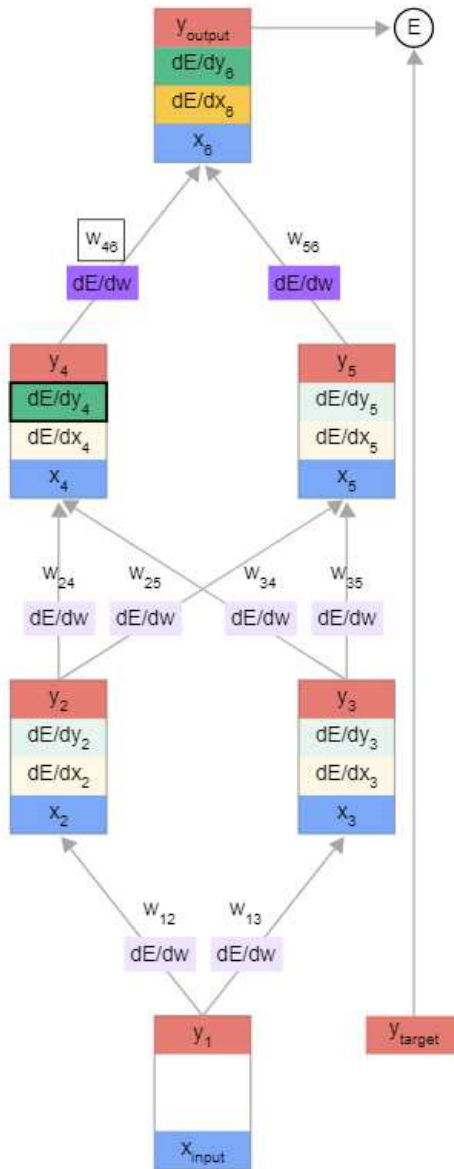 y_output
E
dE/dy_6
dE/dx_6
x_6
w_46
w_56
dE/dw
dE/dw
y_4
y_5
dE/dy_4
dE/dy_5
dE/dx_4
dE/dx_5
x_4
x_5
w_24
w_25
w_34
w_35
dE/dw
dE/dw
dE/dw
dE/dw
y_2
y_3
dE/dy_2
dE/dy_3
dE/dx_2
dE/dx_3
x_2
x_3
w_12
w_13
dE/dw
dE/dw
y_1
y_target
x_input